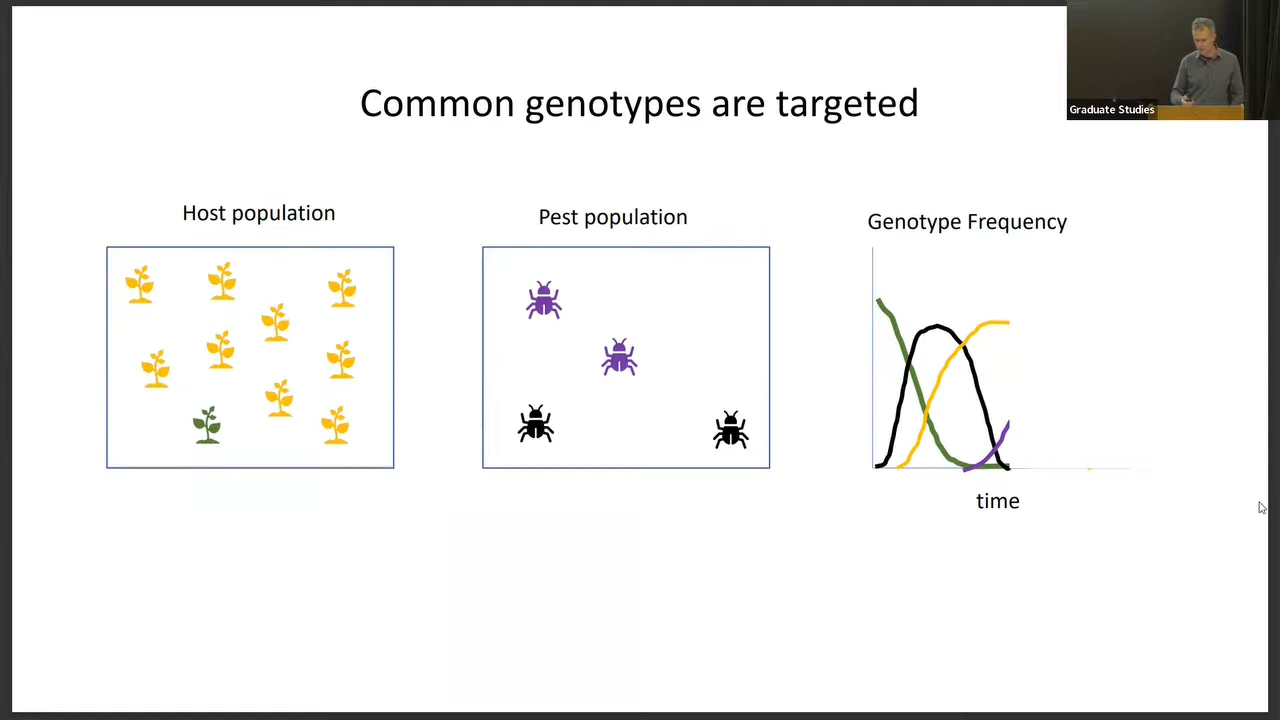 Common genotypes are targeted
Graduate Studies
Host population
Pest population
Genotype Frequency
time